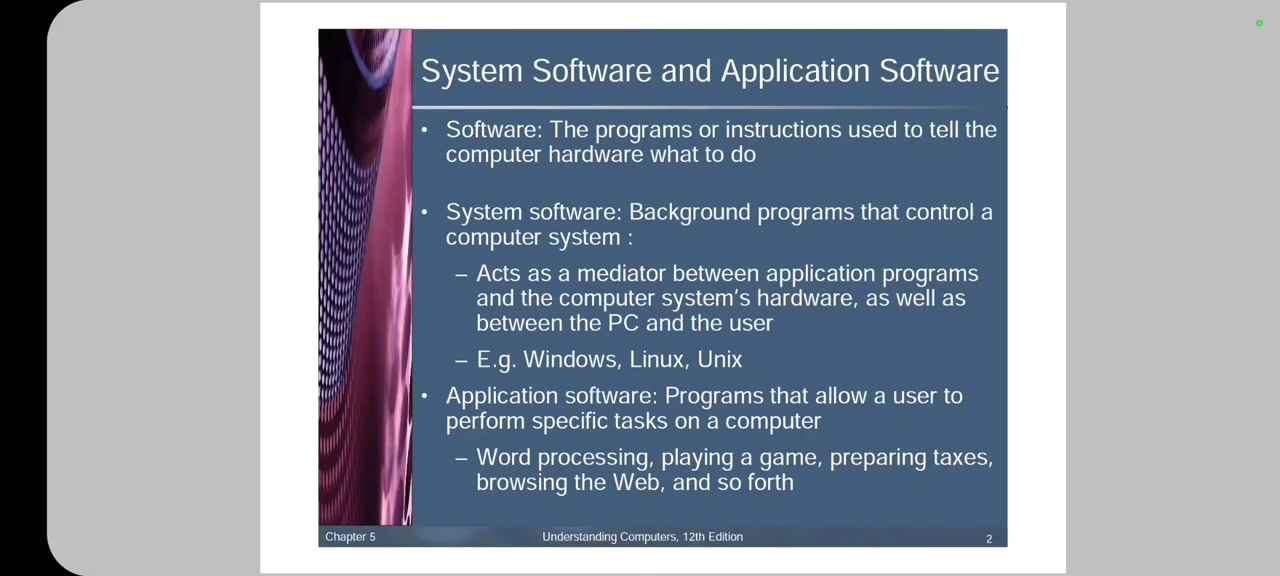 System Software and Application Software
• Software: The programs or instructions used to tell the
computer hardware what to do
• System software: Background programs that control a
computer system :
– Acts as a mediator between application programs
and the computer system's hardware, as well as
between the PC and the user
– E.g. Windows, Linux, Unix
• Application software: Programs that allow a user to
perform specific tasks on a computer
– Word processing, playing a game, preparing taxes,
browsing the Web, and so forth
Chapter 5
Understanding Computers, 12th Edition
2